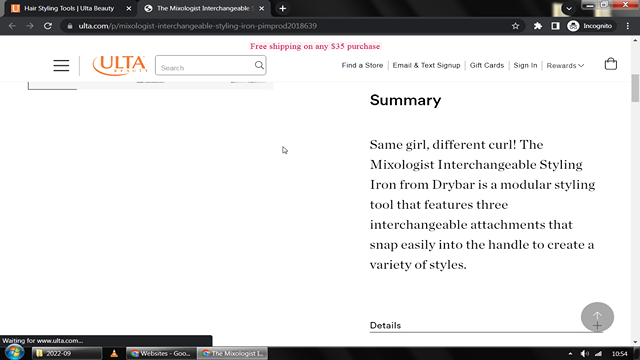 Hair Styling Tools | Ulta Beauty
The Mixologist Interchangeable S
ulta.com/p/mixologist-interchangeable-styling-iron-pimprod2018639
Incognito
Free shipping on any $35 purchase
ULTA
BEAUTY
Search
Find a Store
Email & Text Signup
Gift Cards
Sign In
Rewards
Summary
Same girl, different curl! The
Mixologist Interchangeable Styling
Iron from Drybar is a modular styling
tool that features three
interchangeable attachments that
snap easily into the handle to create a
variety of styles.
Details
Waiting for www.ulta.com...
2022-09
Websites - Goo...
The Mixologist I...
10:54